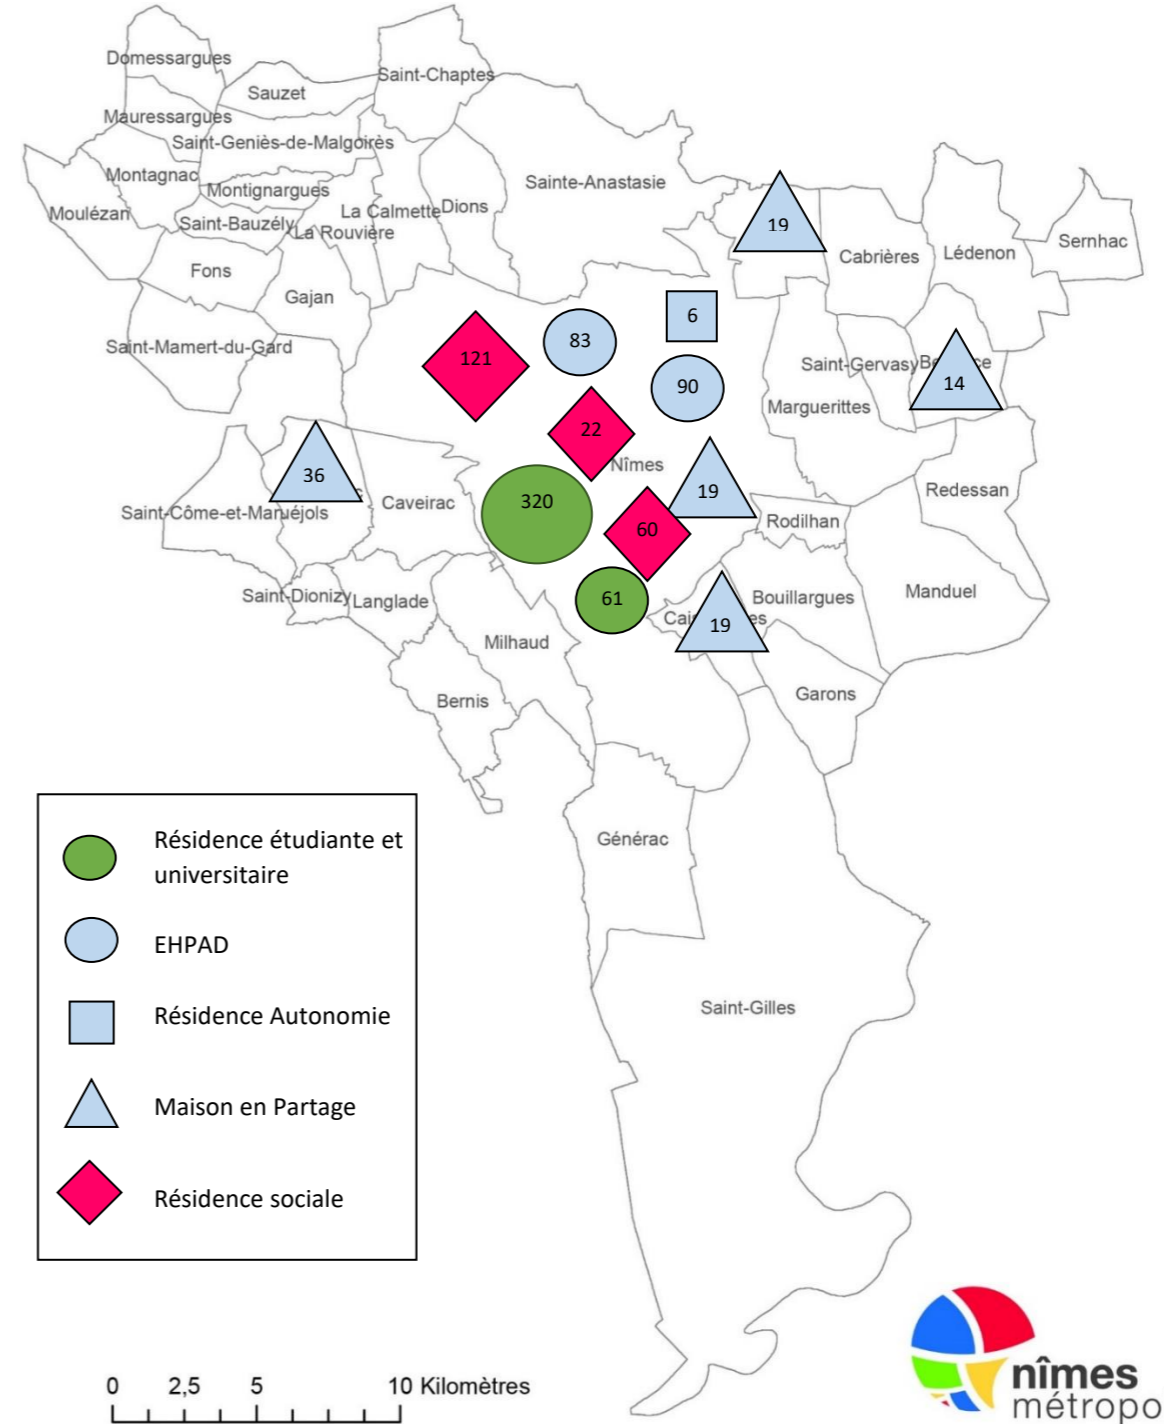 Domessargues
Saint-Chaptes
Sauzet
Mauressargues
Saint-Geniès-de-Malgoirès
Montagnac
Montignargues
Sainte-Anastasie
Moulézan
La Calmette
Dions
Saint-Bauzély
La Rouvière
19
Cabrières
Lédenon
Sernhac
Fons
Gajan
6
83
121
Saint-Mamert-du-Gard
Saint-Gervasy
14
90
Marguerittes
22
Nîmes
36
Caveirac
320
19
Redessan
Saint-Côme-et-Maruéjols
60
Rodilhan
Saint-Dionizy
Langlade
61
Bouillargues
Manduel
19
Milhaud
Bernis
Garons
Générac
Saint-Gilles
Résidence étudiante et
universitaire
EHPAD
Résidence Autonomie
Maison en Partage
Résidence sociale
0 2,5 5 10 Kilomètres
nîmes
métropo